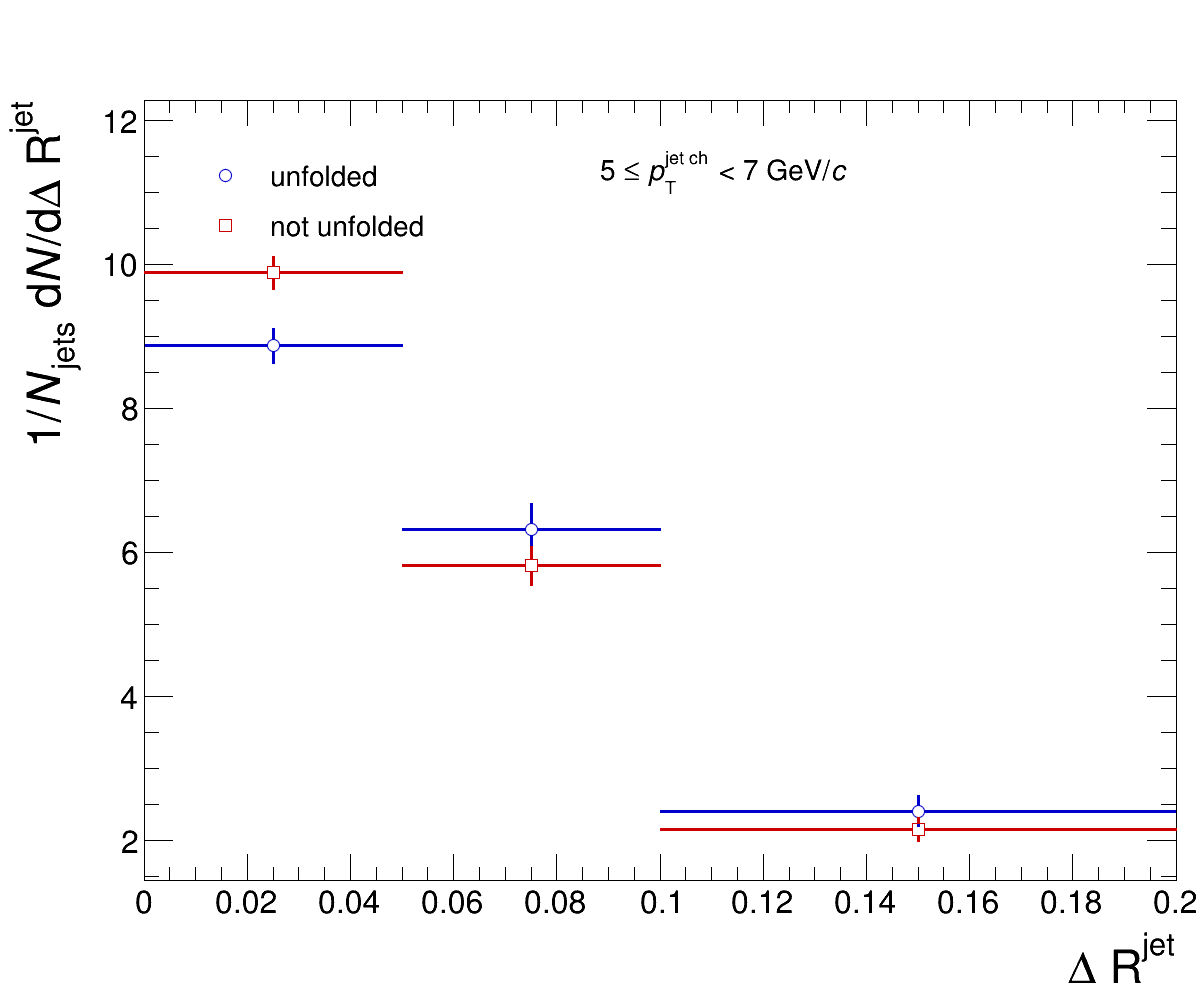 1/N_jets dN/dΔ R^jet
12
10
8
6
4
2
unfolded
not unfolded
5 ≤ p_T^jet ch < 7 GeV/c
0 0.02 0.04 0.06 0.08 0.1 0.12 0.14 0.16 0.18 0.2
Δ R^jet